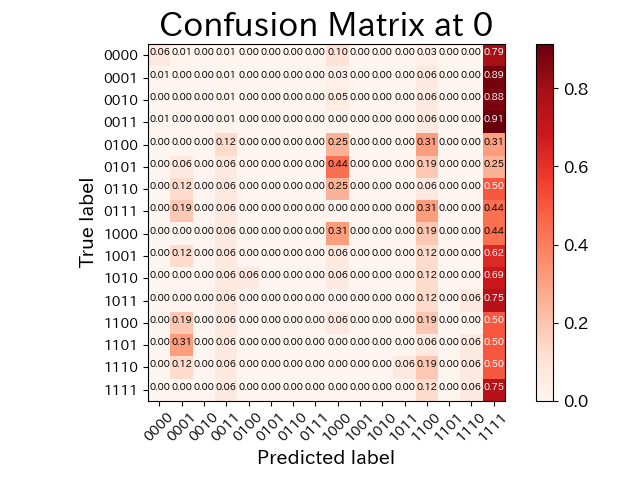 Confusion Matrix at 0
True label
0000 0.06 0.01 0.00 0.01 0.00 0.00 0.00 0.00 0.10 0.00 0.00 0.00 0.03 0.00 0.00 0.79
0001 0.01 0.00 0.00 0.01 0.00 0.00 0.00 0.00 0.03 0.00 0.00 0.00 0.06 0.00 0.00 0.89
0010 0.00 0.00 0.00 0.01 0.00 0.00 0.00 0.00 0.05 0.00 0.00 0.00 0.06 0.00 0.00 0.88
0011 0.01 0.00 0.00 0.01 0.00 0.00 0.00 0.00 0.00 0.00 0.00 0.00 0.06 0.00 0.00 0.91
0100 0.00 0.00 0.00 0.12 0.00 0.00 0.00 0.00 0.25 0.00 0.00 0.00 0.31 0.00 0.00 0.31
0101 0.00 0.06 0.00 0.06 0.00 0.00 0.00 0.00 0.44 0.00 0.00 0.00 0.19 0.00 0.00 0.25
0110 0.00 0.12 0.00 0.06 0.00 0.00 0.00 0.00 0.25 0.00 0.00 0.00 0.06 0.00 0.00 0.50
0111 0.00 0.19 0.00 0.06 0.00 0.00 0.00 0.00 0.00 0.00 0.00 0.00 0.31 0.00 0.00 0.44
1000 0.00 0.00 0.00 0.06 0.00 0.00 0.00 0.00 0.31 0.00 0.00 0.00 0.19 0.00 0.00 0.44
1001 0.00 0.12 0.00 0.06 0.00 0.00 0.00 0.00 0.06 0.00 0.00 0.00 0.12 0.00 0.00 0.62
1010 0.00 0.00 0.00 0.06 0.06 0.00 0.00 0.00 0.06 0.00 0.00 0.00 0.12 0.00 0.00 0.69
1011 0.00 0.00 0.00 0.06 0.00 0.00 0.00 0.00 0.00 0.00 0.00 0.00 0.12 0.00 0.06 0.75
1100 0.00 0.19 0.00 0.06 0.00 0.00 0.00 0.00 0.06 0.00 0.00 0.00 0.19 0.00 0.00 0.50
1101 0.00 0.31 0.00 0.06 0.00 0.00 0.00 0.00 0.00 0.00 0.00 0.00 0.06 0.00 0.06 0.50
1110 0.00 0.12 0.00 0.06 0.00 0.00 0.00 0.00 0.00 0.00 0.00 0.06 0.19 0.00 0.06 0.50
1111 0.00 0.00 0.00 0.06 0.00 0.00 0.00 0.00 0.00 0.00 0.00 0.00 0.12 0.00 0.06 0.75
0000 0001 0010 0011 0100 0101 0110 0111 1000 1001 1010 1011 1100 1101 1110 1111
Predicted label
0.8
0.6
0.4
0.2
0.0